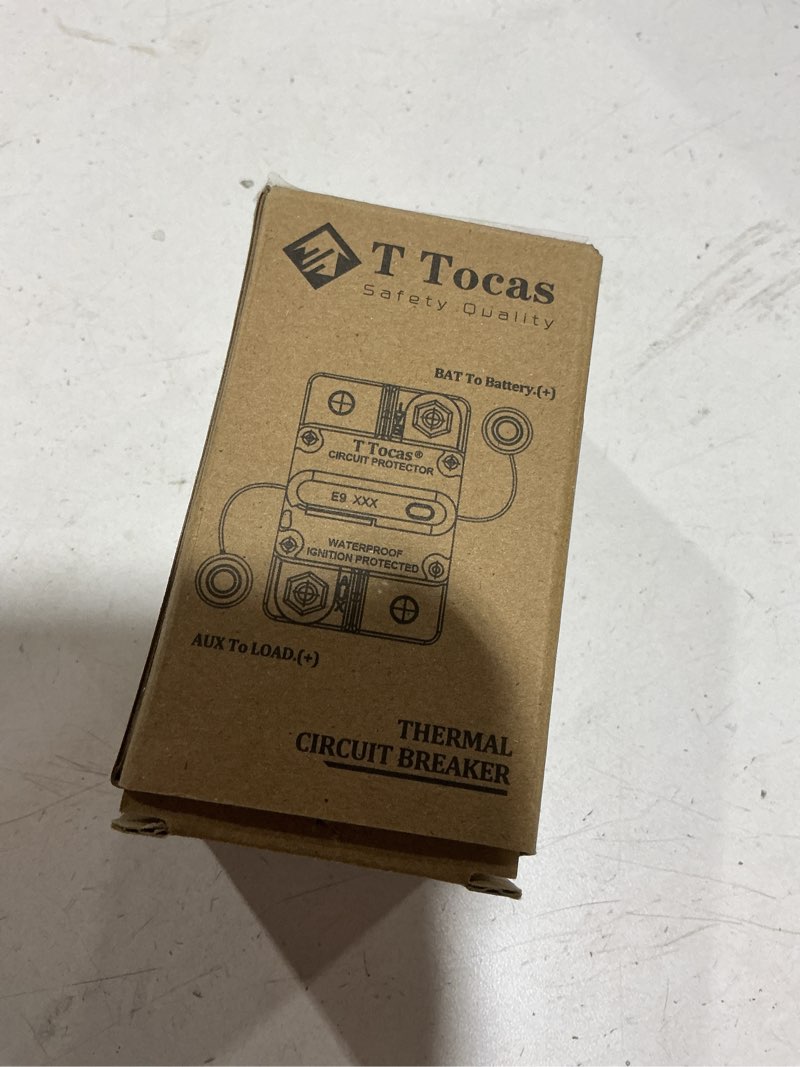 T Tocas
Safety Quality
BAT To Battery.(+)
T Tocas®
CIRCUIT PROTECTOR
E9 XXX
WATERPROOF
IGNITION PROTECTED
AUX
AUX To LOAD.(+)
THERMAL
CIRCUIT BREAKER